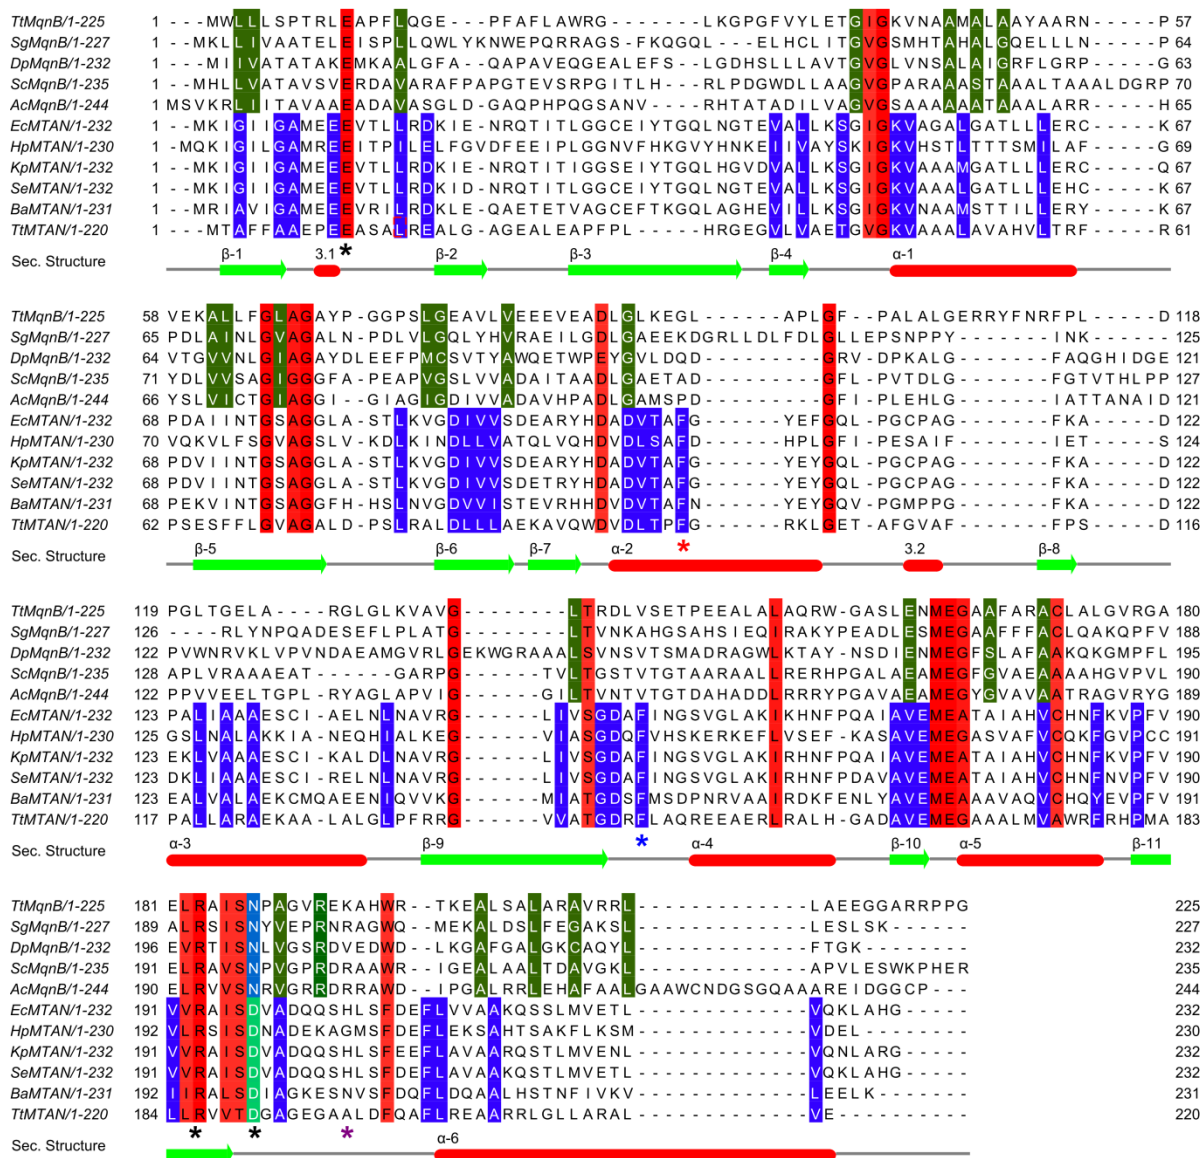 TtMqnB/1-225 1 ---MWLLLSPTRLEAPFLQGE---PFAFLAWRG-------LKGPGFVYLETGIGKVNAAMALAAYAARN-----P 57
SgMqnB/1-227 1 ---MKLLIVAATELEISPLLQWLYKNWEPQRRAGS-FKQGQL---ELHCLITGVGSMHTAHALGQELLLN-----P 64
DpMqnB/1-232 1 ---MIIVATATAKEMKAALGFA--QAPAVEQGEALEFS--LGDHSLLLAVTGVGLVNSALAIGRFLGRP-----G 63
ScMqnB/1-235 1 ---MHLLVATAVSVERDAVARAFPAPGTEVSRPGITH--RLPDGWDLLAAGVGPARAAASTAAALTAAALDGRP 70
AcMqnB/1-244 1 MSVKRLIITAVAAERDAVASGLD-GAQPHPQGSANV----RHTATADILVAGVGSAAAAAATAAALARR-----H 65
EcMTAN/1-232 1 ---MKIGIIGAMEEEVTLLRDKIE-NRQTITLGGCEIYTGQLNGTEVALLKSGIGKVAGALGATLLLERC-----K 67
HpMTAN/1-230 1 --MQKIGILGAMREEITPILELFGVDFEEIPLGGNVFHKGVYHNKEIIVAYSKIGKVHSTLTTTSMILAF-----G 69
KpMTAN/1-232 1 ---MKIGIIGAMEEEVTLLRDKIE-NRQTITIGGSEIYTGQLHGVDVALLKSGIGKVAAAMGATLLLERC-----Q 67
SeMTAN/1-232 1 ---MKIGIIGAMEEEVTLLRDKID-NRQTITLGGCEIYTGQLNGTEVALLKSGIGKVAAALGATLLLEHC-----K 67
BaMTAN/1-231 1 ---MRIAVIGAMEEEVRILRDKLE-QAETETVAGCEFTKGQLAGHEVILLKSGIGKVNAAMSTTILLERY-----K 67
TtMTAN/1-220 1 ---MTAFFAAEPEEASALREALG-GAEALEAPFPL------HRGEGVLVAETGVGKVAAALAVAHVLTRF-----R 61
Sec. Structure β-1 3.1 * β-2 β-3 β-4 α-1
TtMqnB/1-225 58 VEKALLLFGLAGAYP-GGPSLGEAVLVEEEVEADLGLKEGL------APLGF--PALALGERRYFNRFPL----D 118
SgMqnB/1-227 65 PDLAINLGVAGALN-PDLVLGQLYHVRAEILGDLGAEEKDGRLLDLFDLGLLEPSNPPY------INK------ 125
DpMqnB/1-232 64 VTGVVNLGIAGAYDLEEFPMCSVTYAWQETWPEYGVLDQD---------GRV--DPKALG------FAQGHIDGE 121
ScMqnB/1-235 71 YDLVVSAGIGGGFA-PEAPVGSLVVADAITAADLGAETAD---------GFL-PVTDLG------FGTVTHLPP 127
AcMqnB/1-244 66 YSLVICTGIAGGI--GIAGIGDIVVADAVHPADLGAMSPD---------GFI-PLEHLG------IATTANAID 121
EcMTAN/1-232 68 PDAIINTGSAGGLA-STLKVGDIVVSDEARYHDADVTAFG-------YEFGQL-PGCPAG------FKA-----D 122
HpMTAN/1-230 70 VQKVLFSGVAGSLV-KDLKINDLLVATQLVQHDVDLSAFD-------HPLGFI-PESAIF------IET-----S 124
KpMTAN/1-232 68 PDVIINTGSAGGLA-STLKVGDIVVSDEARYHDADVTAFG-------YEYGQL-PGCPAG------FKA-----D 122
SeMTAN/1-232 68 PDVIINTGSAGGLA-STLKVGDIVVSDETRYHDADVTAFG-------YEYGQL-PGCPAG------FKA-----D 122
BaMTAN/1-231 68 PEKVINTGSAGGFH-HSLNVGDVVISTEVRHHDVDVTAFN-------YEYGQV-PGMPPG------FKA-----D 122
TtMTAN/1-220 62 PSESFFLGVAGALD-PSLRALDLLLAEKAVQWDVDLTPFG-------RKLGET-AFGVAF------FPS-----D 116
Sec. Structure β-5 β-6 β-7 α-2 * 3.2 β-8
TtMqnB/1-225 119 PGLTGELA----RGLGLKVAVG--------LTRDLVSETPEEALALAQRW-GASLENMEGAAFARACLALGVRGA 180
SgMqnB/1-227 126 ----RLYNPQADESEFLPLATG--------LTVNKAHGSAHSIEQIRAKYPEADLESMEGAAFFFACLQAKQPFV 188
DpMqnB/1-232 122 PVWNRVKLVPVNDAEAMGVRLGEKWGRAAALSVNSVTSMADRAGWLKTAY-NSDIENMEGFSLAFAAKQKGMPFL 195
ScMqnB/1-235 128 APLVRAAAEAT-------GARPG------TVLTGSTVTGTAARAALLRERHPGALAEAMEGFGVAEAAAHGVPVL 190
AcMqnB/1-244 122 PPVVEELTGPL-RYAGLAPVIG------GILTVNTVTGTDAHADDLRRRYPGAVAEAMEGYGVAVAATRAGVRYG 189
EcMTAN/1-232 123 PALIAAAESCI-AELNLNAVRG-------LIVSGDAFINGSVGLAKIKHNFPQAIAVEMEATAIAHVCHNFKVPFV 190
HpMTAN/1-230 125 GSLNALAKKIA-NEQHIALKEG-------VIASGDQFVHSKERKEFLVSEF-KASAVEMEGASVAFVCQKFGVPCC 191
KpMTAN/1-232 123 EKLVAAAESCI-KALDLNAVRG-------LIVSGDAFINGSVGLAKIRHNFPQAIAVEMEATAIAHVCHNFKVPFV 190
SeMTAN/1-232 123 DKLIAAAESCI-RELNLNAVRG-------LIVSGDAFINGSVGLAKIRHNFPDAVAVEMEATAIAHVCHNFNVPFV 190
BaMTAN/1-231 123 EALVALAEKCMQAEENIQVVKG-------MIATGDSFMSDPNRVAAIRDKFENLYAVEMEAAAVAQVCHQYEVPFV 191
TtMTAN/1-220 117 PALLARAEKAALALGLPFRRG-------VVATGDRFLAQREEAERLRALHG-ADAVEMEGAAALMVAWRFRHPMA 183
Sec. Structure α-3 β-9 * α-4 β-10 α-5 β-11
TtMqnB/1-225 181 ELRAISNPAGVREKAHWR--TKEALSALARAVRRL-------------LAEEGGARRPPG 225
SgMqnB/1-227 189 ALRSISNYVEPRNRAGWQ--MEKALDSLFEGAKSL-------------LESLSK------ 227
DpMqnB/1-232 196 EVRTISNLVGSRDVEDWD--LKGAFGALGKCAQYL-------------FTGK-------- 232
ScMqnB/1-235 191 ELRAVSNPVGPRDRAAWR--IGEALAALTDAVGKL-------------APVLESWKPHER 235
AcMqnB/1-244 190 ELRVVSNRVGRRDRRAWD--IPGALRRLEHAFAALGAAWCNDGSGQAAAREIDGGCP--- 244
EcMTAN/1-232 191 VVRAISDVADQQSHLSFDEFLVVAAKQSSLMVETL-------------VQKLAHG----- 232
HpMTAN/1-230 192 VLRSISDNADEKAGMSFDEFLEKSAHTSAKFLKSM-------------VDEL-------- 230
KpMTAN/1-232 191 VVRAISDVADQQSHLSFEEFLAVAARQSTLMVENL-------------VQNLARG----- 232
SeMTAN/1-232 191 VVRAISDVADQQSHLSFDEFLAVAAKQSTLMVETL-------------VQKLAHG----- 232
BaMTAN/1-231 192 IIRALSDIAGKESNVSFDQFLDQAALHSTNFIVKV-------------LEELK------- 231
TtMTAN/1-220 184 LLRVVTDGAGEGAALDFQAFLREAARRLGLLARAL-------------VE---------- 220
Sec. Structure * * * α-6